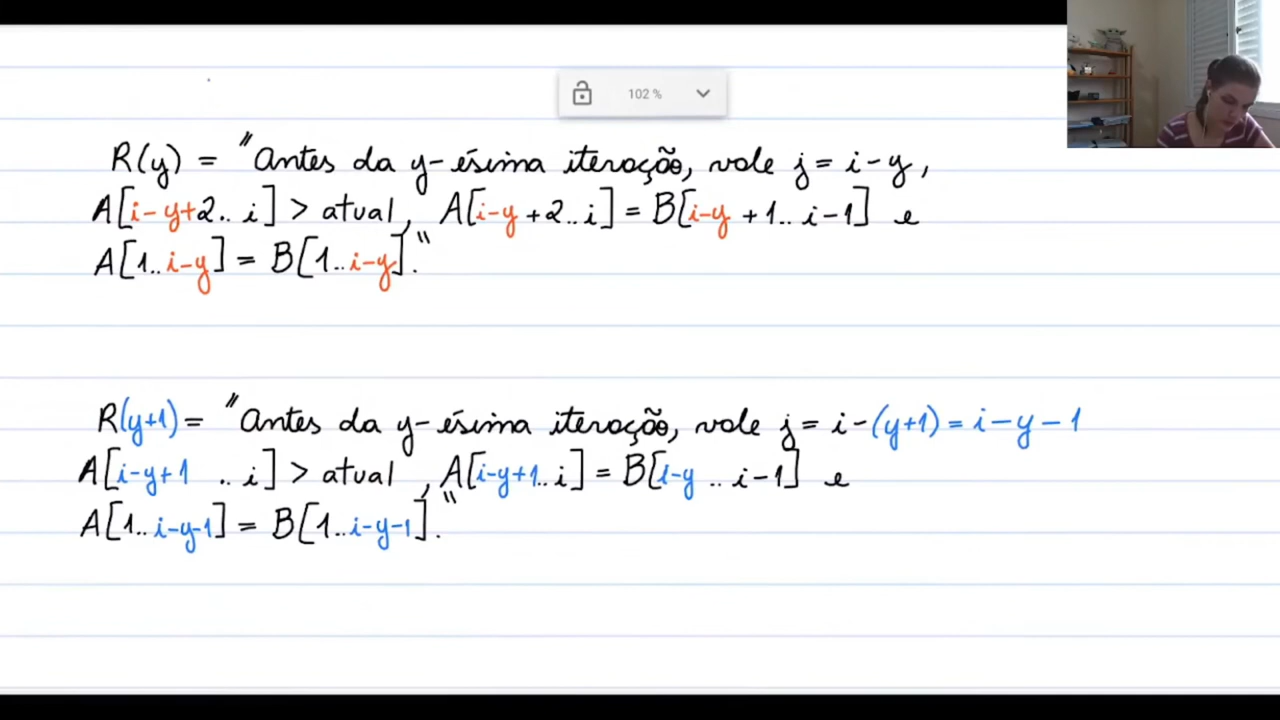 102 %
R(y) = "Antes da y-ésima iteração, vale j = i-y,
A[i-y+2..i] > atual, A[i-y+2..i] = B[i-y+1..i-1] e
A[1..i-y] = B[1..i-y]."
R(y+1) = "Antes da y-ésima iteração, vale j = i-(y+1) = i-y-1
A[i-y+1 ..i] > atual , A[i-y+1..i] = B[i-y ..i-1] e
A[1..i-y-1] = B[1..i-y-1]."